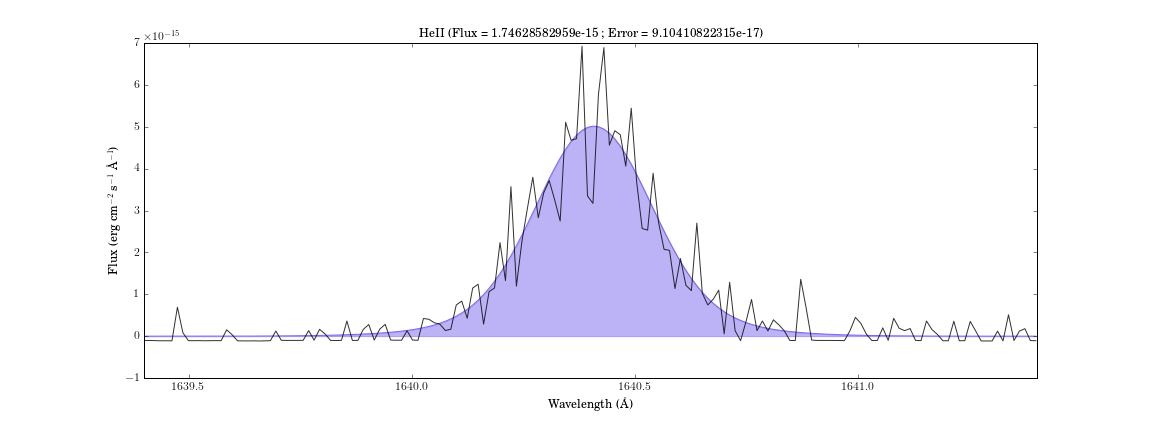 HeII (Flux = 1.74628582959e-15 ; Error = 9.10410822315e-17)
×10⁻¹⁵
7
6
5
4
3
2
1
0
−1
Flux (erg cm⁻² s⁻¹ Å⁻¹)
1639.5 1640.0 1640.5 1641.0
Wavelength (Å)